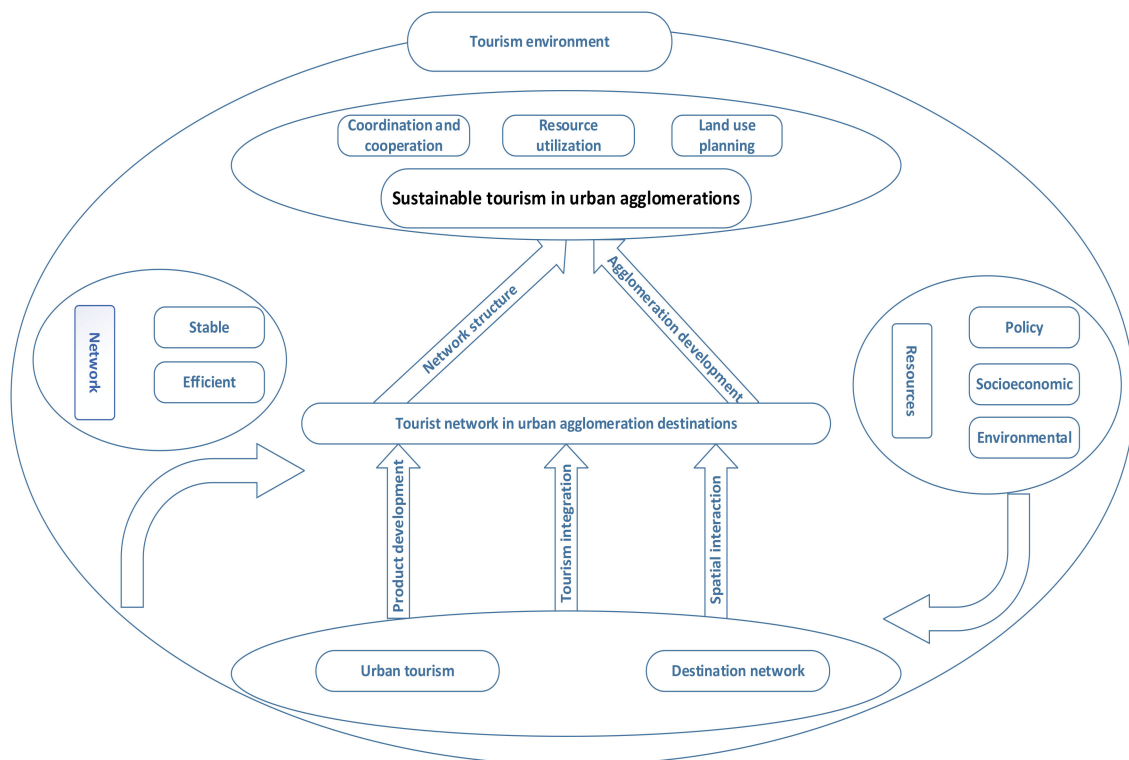 Tourism environment
Coordination and
cooperation
Resource
utilization
Land use
planning
Sustainable tourism in urban agglomerations
Network structure
Agglomeration development
Network
Stable
Efficient
Resources
Policy
Socioeconomic
Environmental
Tourist network in urban agglomeration destinations
Product development
Tourism integration
Spatial interaction
Urban tourism
Destination network